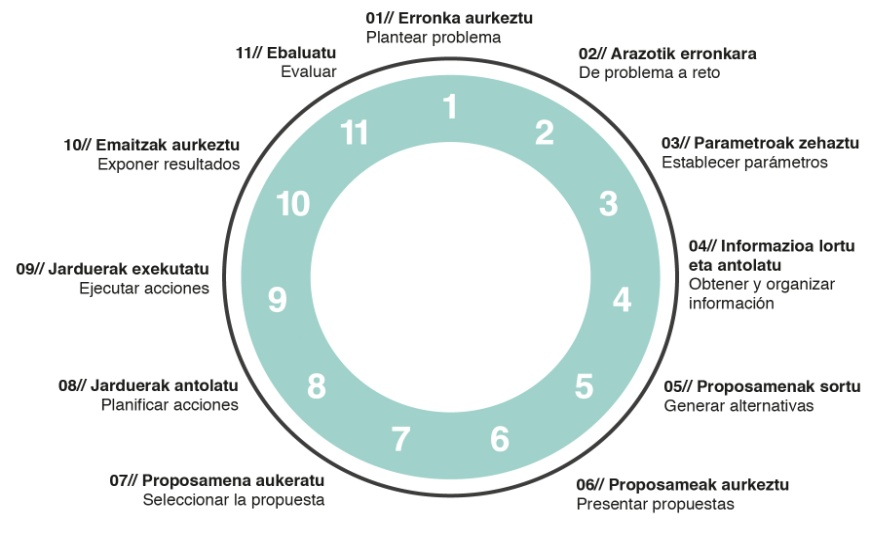 01// Erronka aurkeztu
Plantear problema
02// Arazotik erronkara
De problema a reto
03// Parametroak zehaztu
Establecer parámetros
04// Informazioa lortu
eta antolatu
Obtener y organizar
información
05// Proposamenak sortu
Generar alternativas
06// Proposameak aurkeztu
Presentar propuestas
07// Proposamena aukeratu
Seleccionar la propuesta
08// Jarduerak antolatu
Planificar acciones
09// Jarduerak exekutatu
Ejecutar acciones
10// Emaitzak aurkeztu
Exponer resultados
11// Ebaluatu
Evaluar
1
2
3
4
5
6
7
8
9
10
11